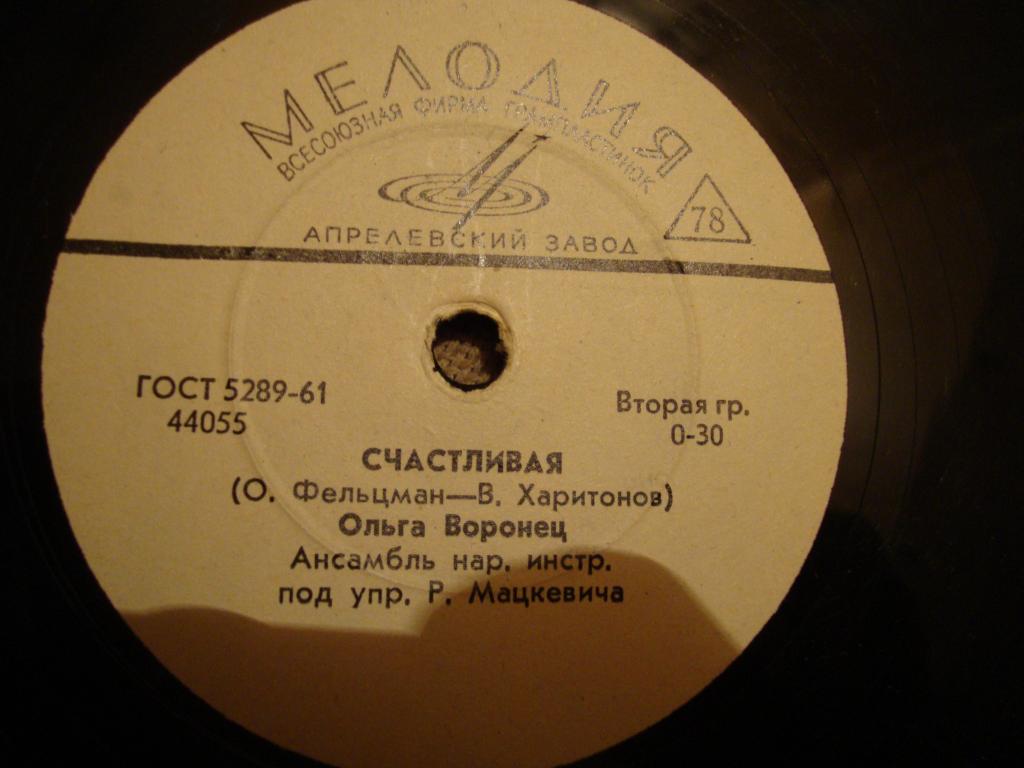 МЕЛОДИЯ
ВСЕСОЮЗНАЯ ФИРМА ГРАМПЛАСТИНОК
78
АПРЕЛЕВСКИЙ ЗАВОД
ГОСТ 5289-61
44055
Вторая гр.
0-30
СЧАСТЛИВАЯ
(О. Фельцман—В. Харитонов)
Ольга Воронец
Ансамбль нар. инстр.
под упр. Р. Мацкевича